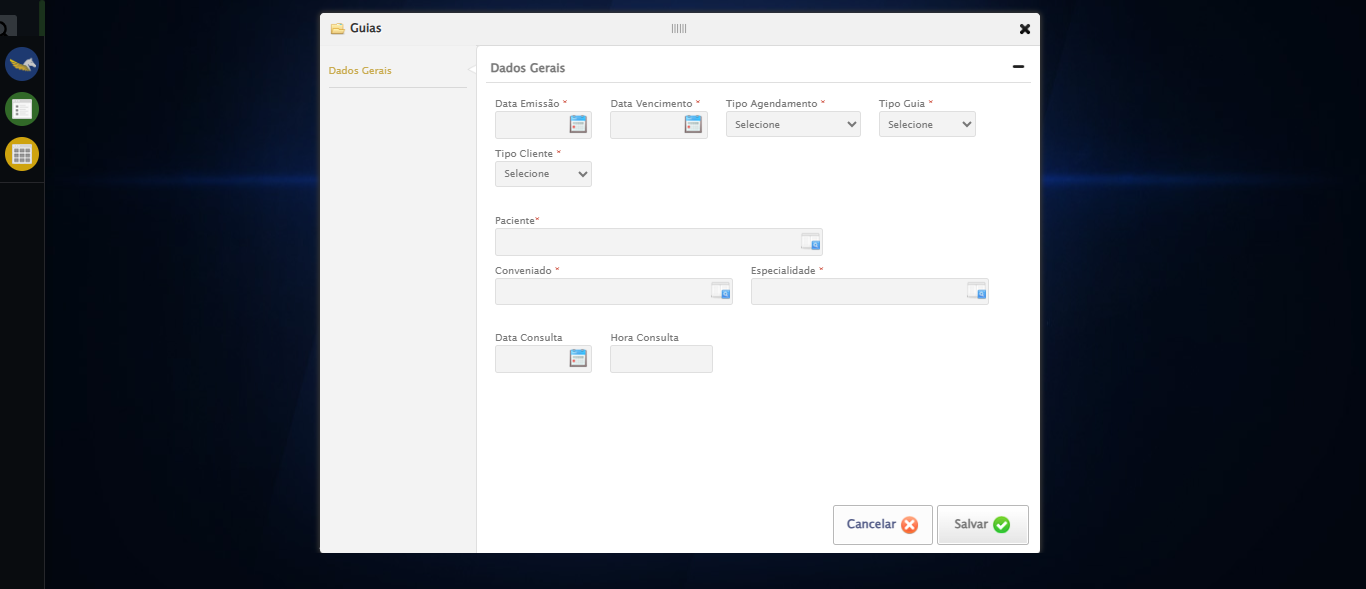 Guias
Dados Gerais
Dados Gerais
Data Emissão * Data Vencimento * Tipo Agendamento * Tipo Guia *
Selecione Selecione
Tipo Cliente *
Selecione
Paciente*
Conveniado * Especialidade *
Data Consulta Hora Consulta
Cancelar Salvar